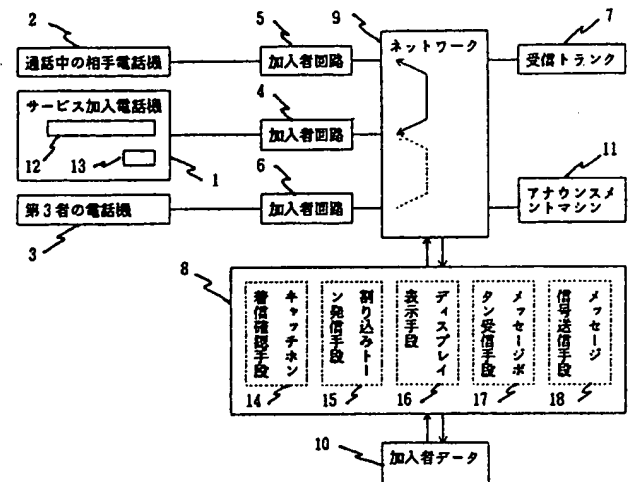 2
5
9
7
通話中の相手電話機
加入者回路
ネットワーク
受信トランク
サービス加入電話機
12
13
1
4
加入者回路
11
アナウンスメ
ントマシン
第3者の電話機
3
6
加入者回路
8
キャッチホン
着信確認手段
14
割り込みトー
ン発信手段
15
ディスプレイ
表示手段
16
メッセージボ
タン受信手段
17
メッセージ
信号送信手段
18
10
加入者データ